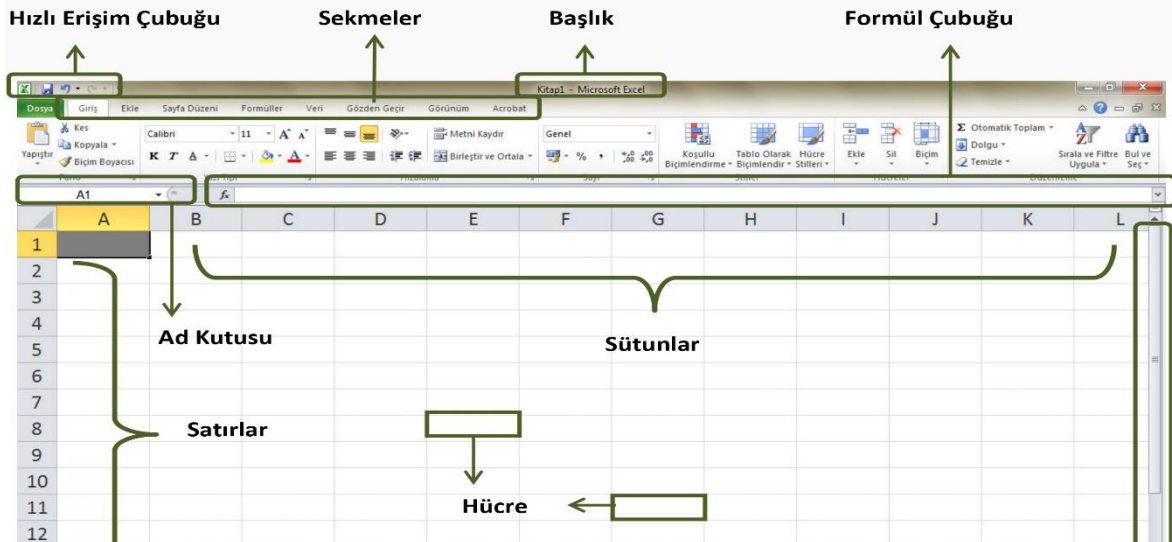 Hızlı Erişim Çubuğu Sekmeler Başlık Formül Çubuğu
Kitap1 - Microsoft Excel
Dosya Giriş Ekle Sayfa Düzeni Formüller Veri Gözden Geçir Görünüm Acrobat
Kes
Kopyala
Biçim Boyacısı
Yapıştır
Calibri 11
K T A
Metni Kaydır
Birleştir ve Ortala
Genel
% ,
Koşullu Biçimlendirme
Tablo Olarak Biçimlendir
Hücre Stilleri
Ekle Sil Biçim
Σ Otomatik Toplam
Dolgu
Temizle
Sırala ve Filtre Uygula
Bul ve Seç
A1 fx
A B C D E F G H I J K L
1
2
3
4
Ad Kutusu Sütunlar
5
6
7
8 Satırlar
9
10
11 Hücre
12